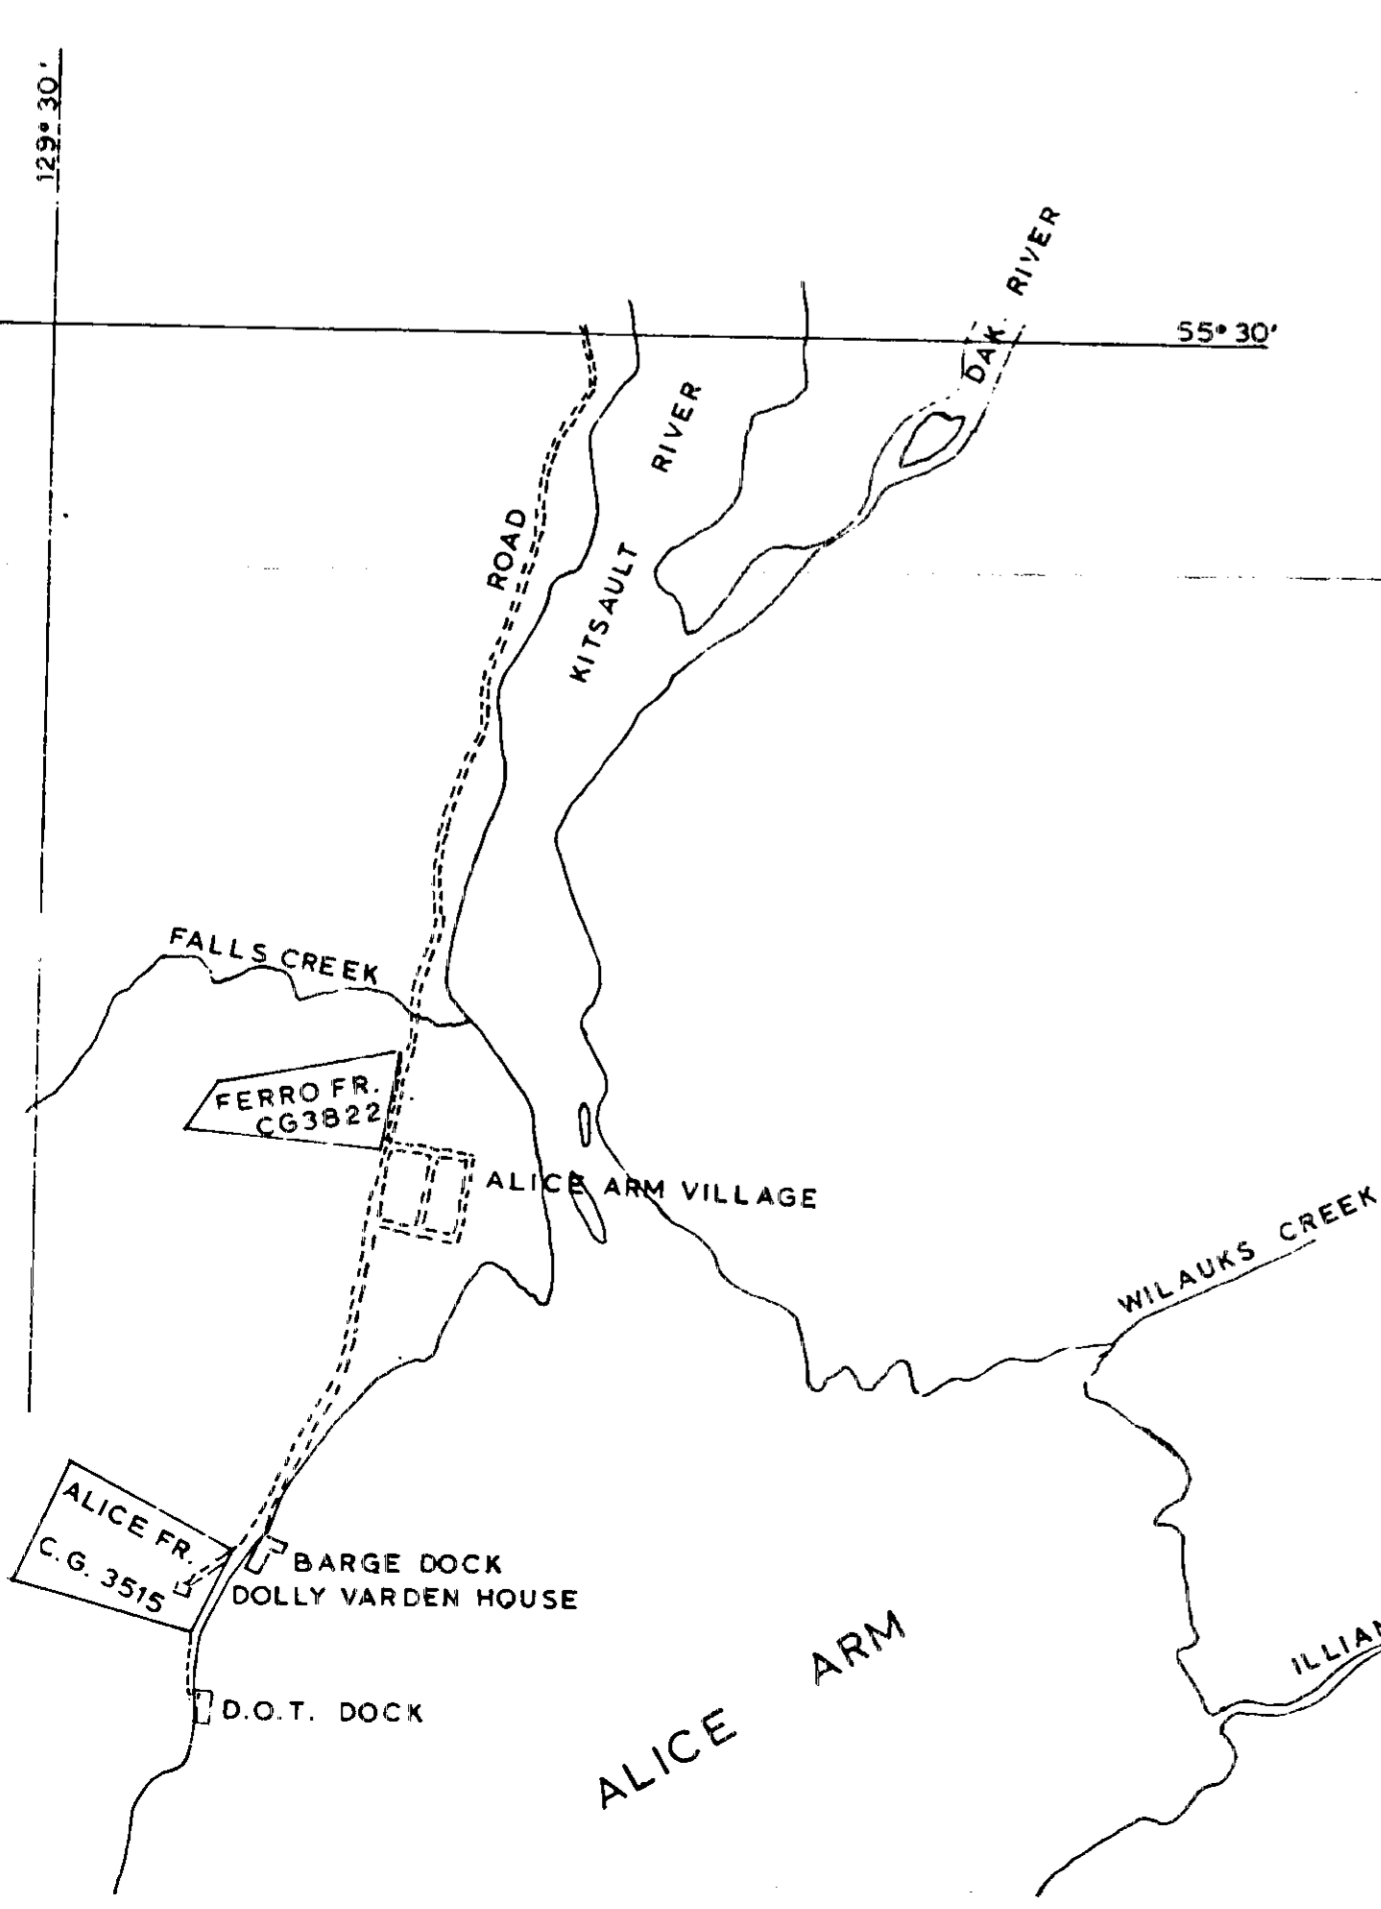 129° 30'
55° 30'
DAK RIVER
KITSAULT RIVER
ROAD
FALLS CREEK
FERRO FR.
CG3822
ALICE ARM VILLAGE
WILAUKS CREEK
ALICE FR.
C.G. 3515
BARGE DOCK
DOLLY VARDEN HOUSE
D.O.T. DOCK
ALICE ARM